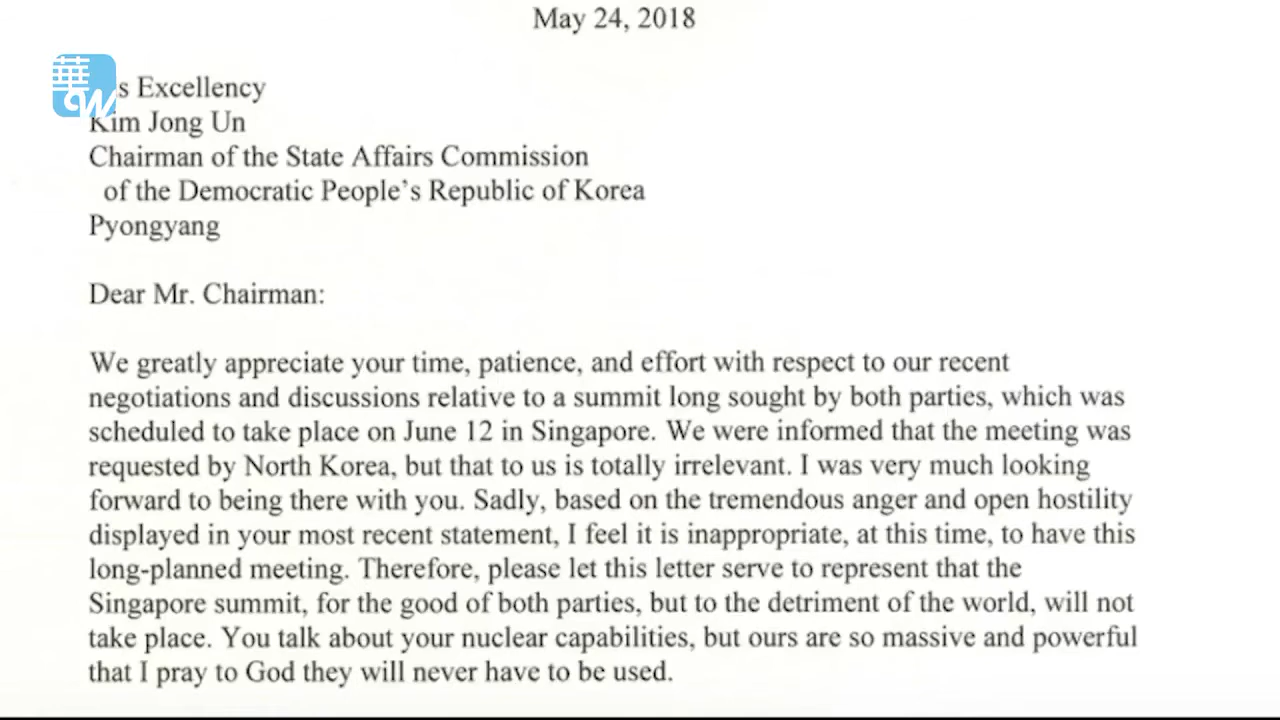 May 24, 2018
華
W
s Excellency
Kim Jong Un
Chairman of the State Affairs Commission
of the Democratic People's Republic of Korea
Pyongyang
Dear Mr. Chairman:
We greatly appreciate your time, patience, and effort with respect to our recent
negotiations and discussions relative to a summit long sought by both parties, which was
scheduled to take place on June 12 in Singapore. We were informed that the meeting was
requested by North Korea, but that to us is totally irrelevant. I was very much looking
forward to being there with you. Sadly, based on the tremendous anger and open hostility
displayed in your most recent statement, I feel it is inappropriate, at this time, to have this
long-planned meeting. Therefore, please let this letter serve to represent that the
Singapore summit, for the good of both parties, but to the detriment of the world, will not
take place. You talk about your nuclear capabilities, but ours are so massive and powerful
that I pray to God they will never have to be used.